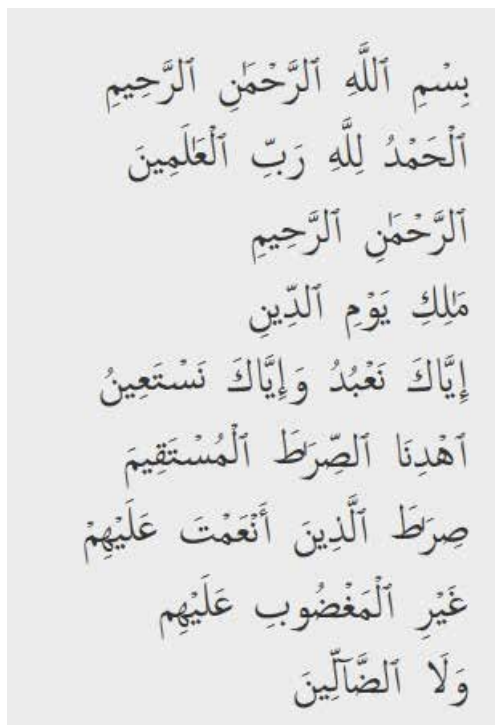 بِسْمِ ٱللَّهِ ٱلرَّحْمَٰنِ ٱلرَّحِيمِ
ٱلْحَمْدُ لِلَّهِ رَبِّ ٱلْعَٰلَمِينَ
ٱلرَّحْمَٰنِ ٱلرَّحِيمِ
مَٰلِكِ يَوْمِ ٱلدِّينِ
إِيَّاكَ نَعْبُدُ وَإِيَّاكَ نَسْتَعِينُ
ٱهْدِنَا ٱلصِّرَٰطَ ٱلْمُسْتَقِيمَ
صِرَٰطَ ٱلَّذِينَ أَنْعَمْتَ عَلَيْهِمْ
غَيْرِ ٱلْمَغْضُوبِ عَلَيْهِم
وَلَا ٱلضَّآلِّينَ